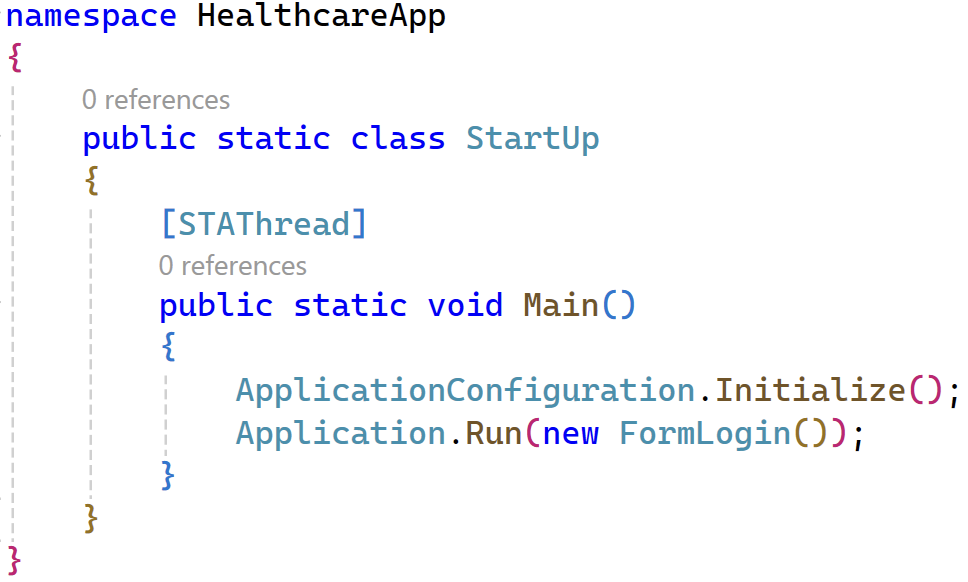 namespace HealthcareApp
{
0 references
public static class StartUp
{
[STAThread]
0 references
public static void Main()
{
ApplicationConfiguration.Initialize();
Application.Run(new FormLogin());
}
}
}